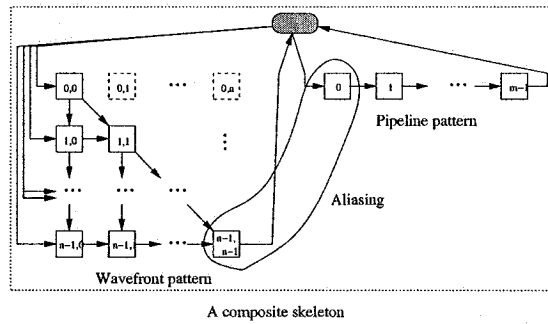 0,0 0,1 ... 0,n 0 1 ... m-1
Pipeline pattern
1,0 1,1 ...
... ... ...
Aliasing
n-1,0 n-1, ... n-1,
n-1
Wavefront pattern
A composite skeleton